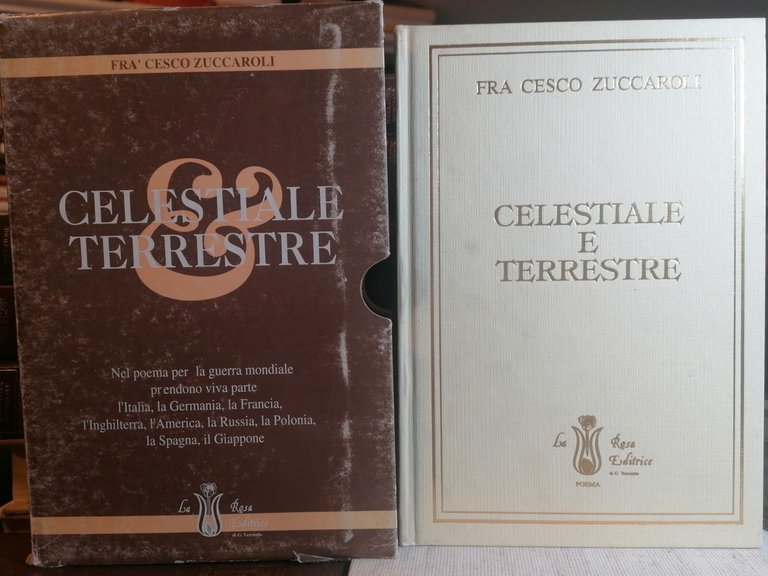 FRA' CESCO ZUCCAROLI
&
CELESTIALE
TERRESTRE
Nel poema per la guerra mondiale
prendono viva parte
l'Italia, la Germania, la Francia,
l'Inghilterra, l'America, la Russia, la Polonia,
la Spagna, il Giappone
La Rosa
Editrice
FRA CESCO ZUCCAROLI
CELESTIALE
E
TERRESTRE
La Rosa
Editrice
POEMA